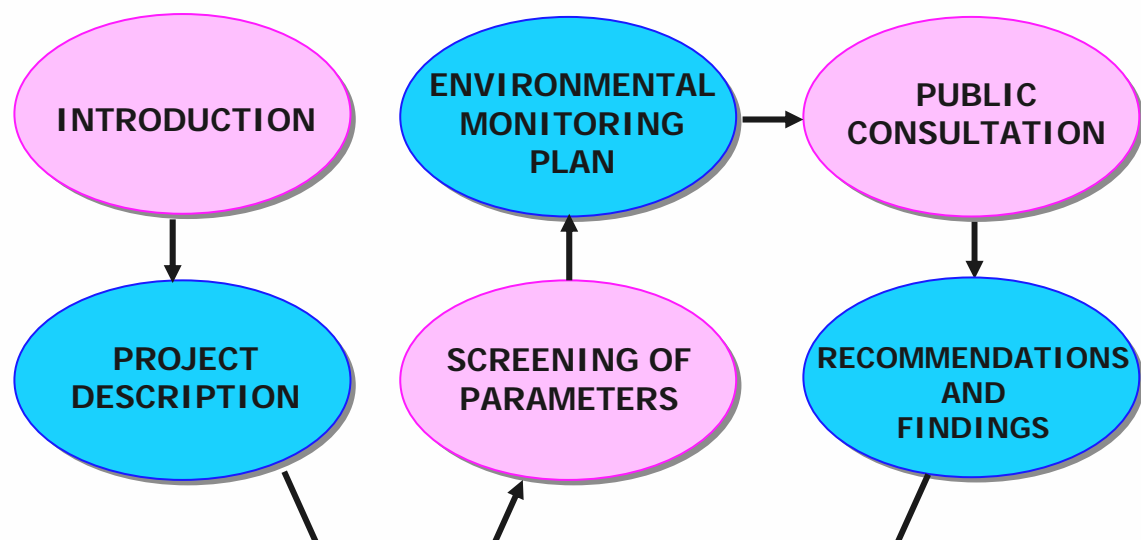 INTRODUCTION
ENVIRONMENTAL
MONITORING
PLAN
PUBLIC
CONSULTATION
PROJECT
DESCRIPTION
SCREENING OF
PARAMETERS
RECOMMENDATIONS
AND
FINDINGS